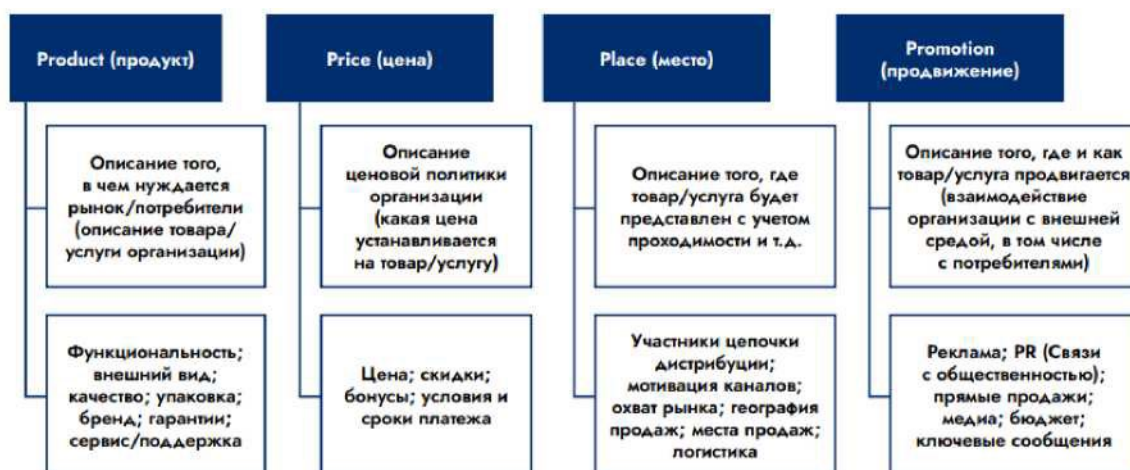 Product (продукт)
Описание того,
в чем нуждается
рынок/потребители
(описание товара/
услуги организации)
Функциональность;
внешний вид;
качество; упаковка;
бренд; гарантии;
сервис/поддержка
Price (цена)
Описание
ценовой политики
организации
(какая цена
устанавливается
на товар/услугу)
Цена; скидки;
бонусы; условия и
сроки платежа
Place (место)
Описание того, где
товар/услуга будет
представлен с учетом
проходимости и т.д.
Участники цепочки
дистрибуции;
мотивация каналов;
охват рынка; география
продаж; места продаж;
логистика
Promotion
(продвижение)
Описание того, где и как
товар/услуга продвигается
(взаимодействие
организации с внешней
средой, в том числе
с потребителями)
Реклама; PR (Связи
с общественностью);
прямые продажи;
медиа; бюджет;
ключевые сообщения